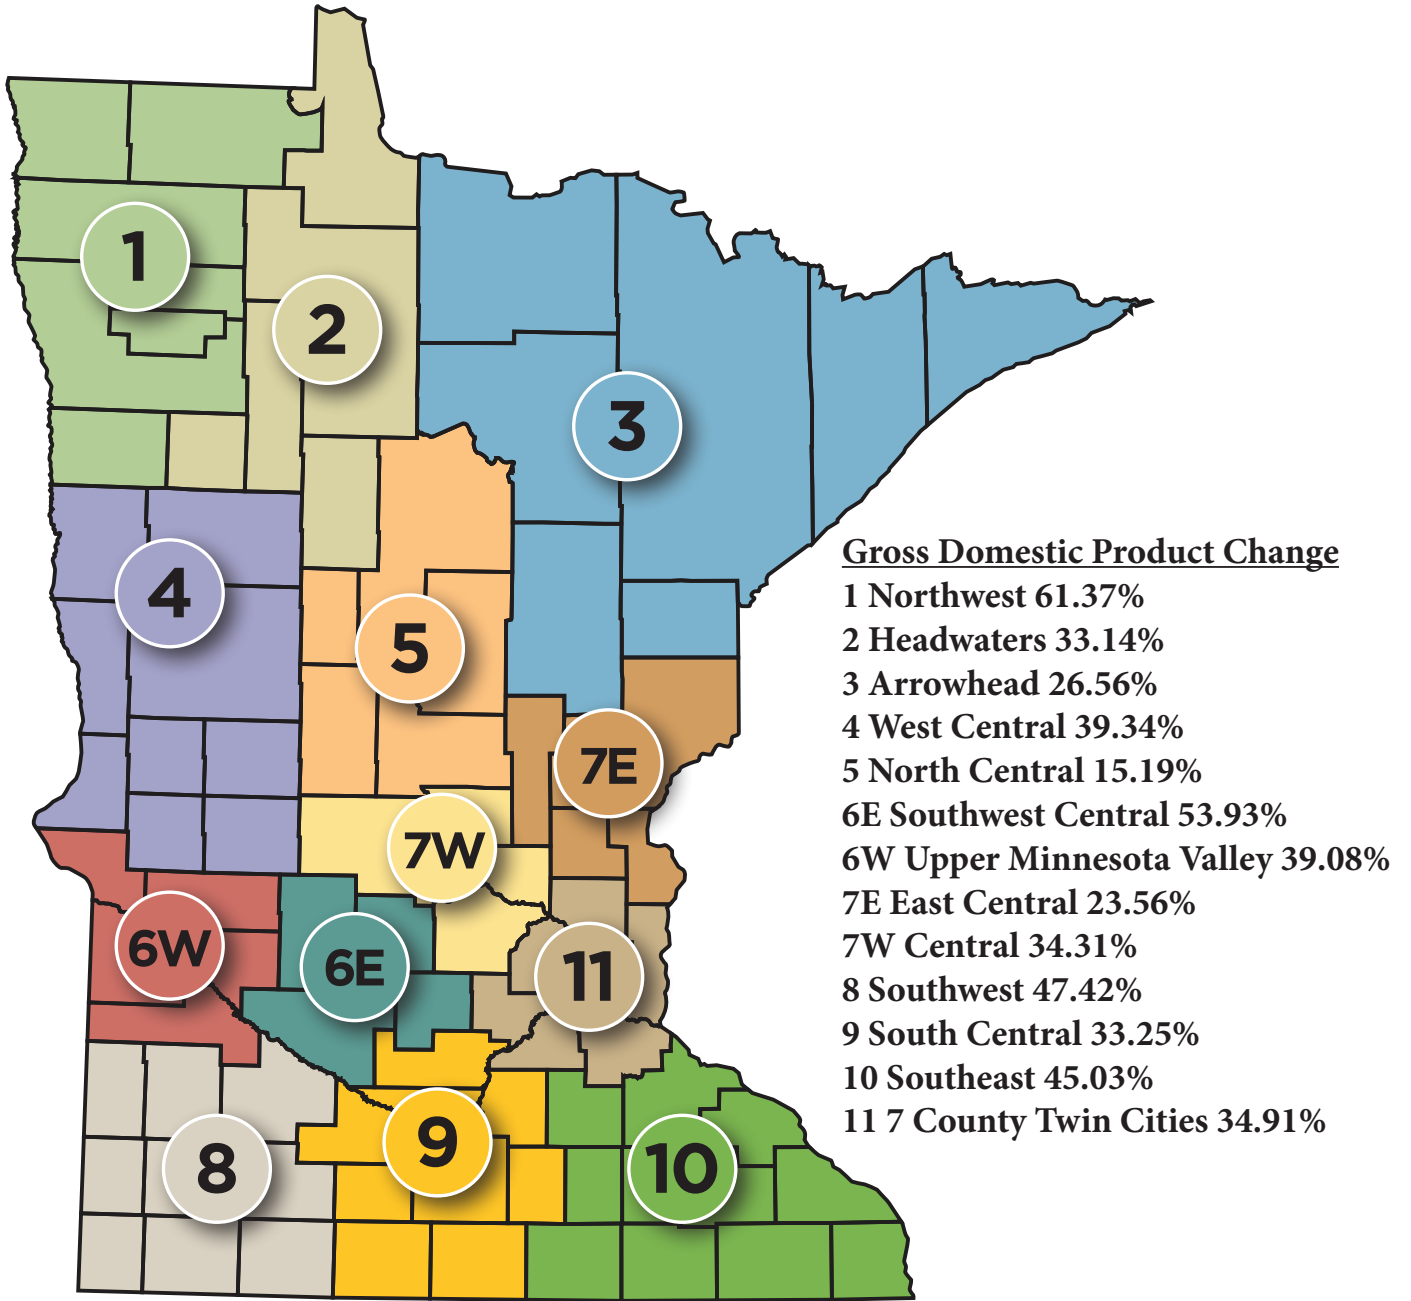 1
2
3
4
5
7E
7W
6W
6E
11
9
8
10
Gross Domestic Product Change
1 Northwest 61.37%
2 Headwaters 33.14%
3 Arrowhead 26.56%
4 West Central 39.34%
5 North Central 15.19%
6E Southwest Central 53.93%
6W Upper Minnesota Valley 39.08%
7E East Central 23.56%
7W Central 34.31%
8 Southwest 47.42%
9 South Central 33.25%
10 Southeast 45.03%
11 7 County Twin Cities 34.91%